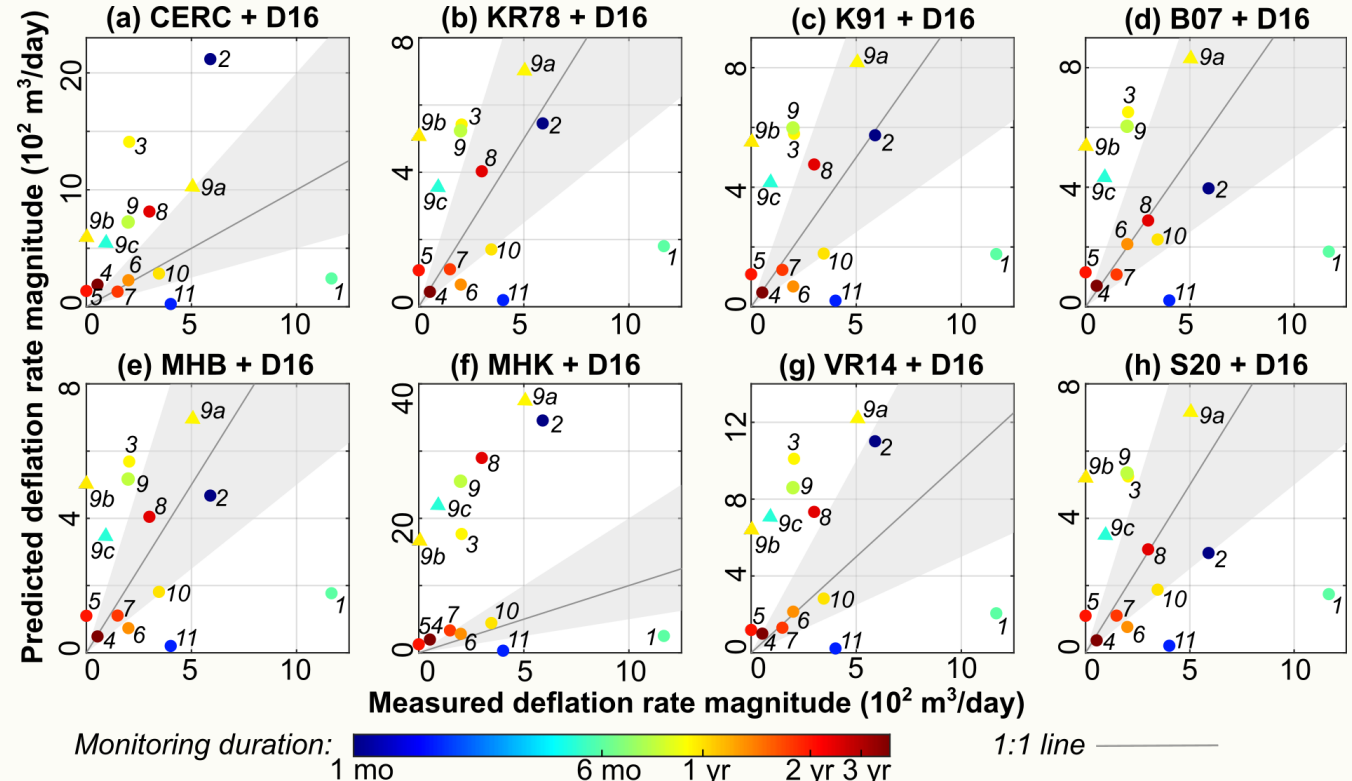 (a) CERC + D16
(b) KR78 + D16
(c) K91 + D16
(d) B07 + D16
Predicted deflation rate magnitude (10² m³/day)
20
10
0
2
3
9a
9 8
9b
9c
6
4
10
5 7
1
0 5 10
8
4
0
9a
9b 3
2
9
8
9c
10
5 7
1
4 6 11
0 5 10
8
4
0
9a
9
9b
3
2
8
9c
10
5 7
1
4 6 11
0 5 10
8
4
0
9a
3
9
9b
9c
2
8
6 10
5
7
1
4 11
0 5 10
(e) MHB + D16
(f) MHK + D16
(g) VR14 + D16
(h) S20 + D16
8
4
0
9a
3
9b 9
2
8
9c
10
5 7
1
4 6 11
0 5 10
40
20
0
9a
2
8
9
9c
3
9b
10
5 4 7
6 11
1
0 5 10
12
8
4
0
9a
2
3
9
9c 8
9b
10
6
5
4 7 11
1
0 5 10
8
4
0
9a
9
9b 3
9c
8 2
10
5 7
1
4 6 11
0 5 10
Measured deflation rate magnitude (10² m³/day)
Monitoring duration:
1 mo 6 mo 1 yr 2 yr 3 yr
1:1 line